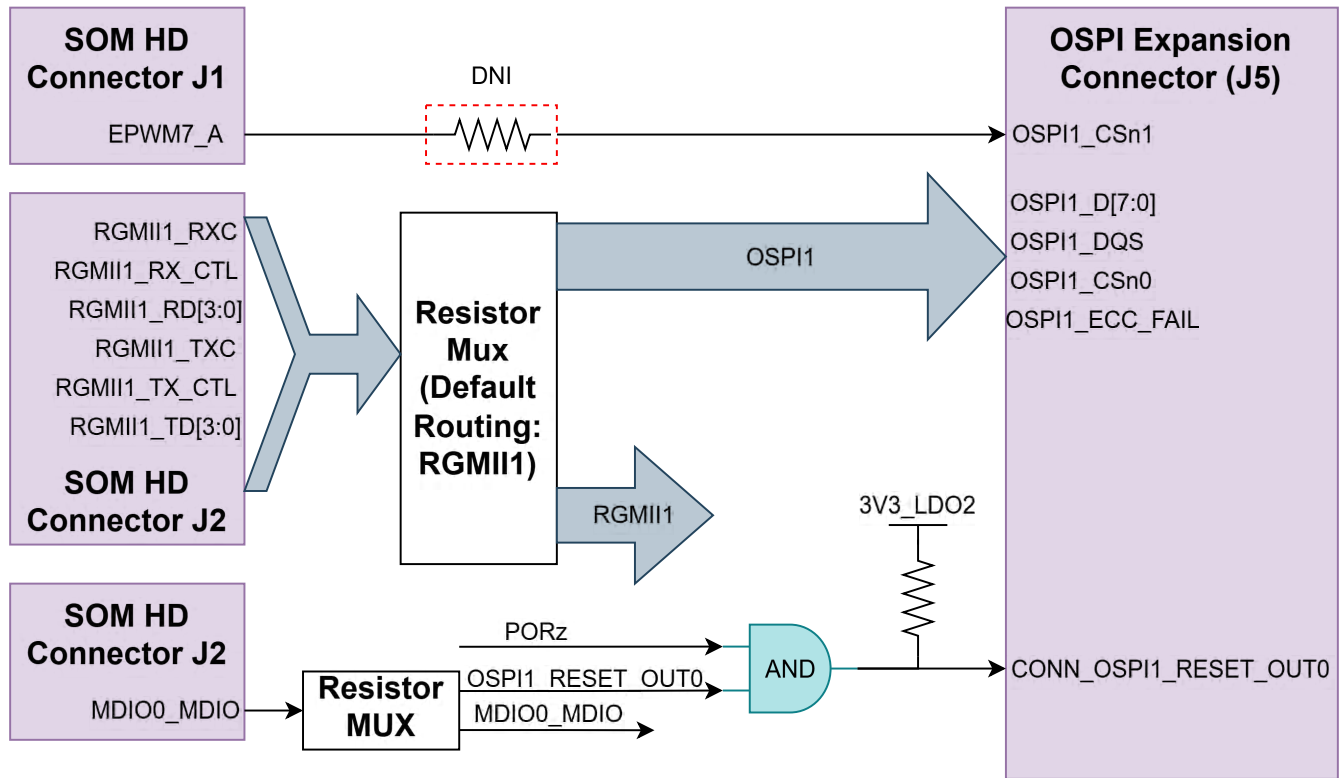 SOM HD
Connector J1
EPWM7_A
DNI
OSPI Expansion
Connector (J5)
OSPI1_CSn1
OSPI1_D[7:0]
OSPI1_DQS
OSPI1_CSn0
OSPI1_ECC_FAIL
RGMII1_RXC
RGMII1_RX_CTL
RGMII1_RD[3:0]
RGMII1_TXC
RGMII1_TX_CTL
RGMII1_TD[3:0]
SOM HD
Connector J2
Resistor
Mux
(Default
Routing:
RGMII1)
OSPI1
RGMII1
3V3_LDO2
SOM HD
Connector J2
MDIO0_MDIO
Resistor
MUX
PORz
OSPI1_RESET_OUT0
MDIO0_MDIO
AND
CONN_OSPI1_RESET_OUT0